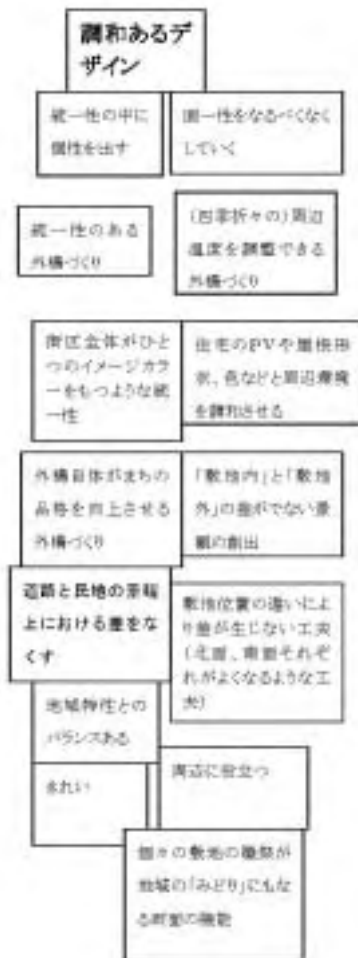 調和あるデ
ザイン
統一性の中に
個性を出す
画一性をなるべくなく
していく
統一性のある
外構づくり
(四季折々の)周辺
温度を調整できる
外構づくり
街区全体がひと
つのイメージカラ
ーをもつような統
一性
住宅のPVや屋根形
状、色などと周辺環境
を調和させる
外構自体がまちの
品格を向上させる
外構づくり
「敷地内」と「敷地
外」の差がでない景
観の創出
道路と民地の景観
上における差をな
くす
敷地位置の違いによ
り差が生じない工夫
(北面、南面それぞ
れがよくなるような工
夫)
地域特性との
バランスある
きれい
周辺に役立つ
個々の敷地の
地域の「みどり」にもな
る
の機能